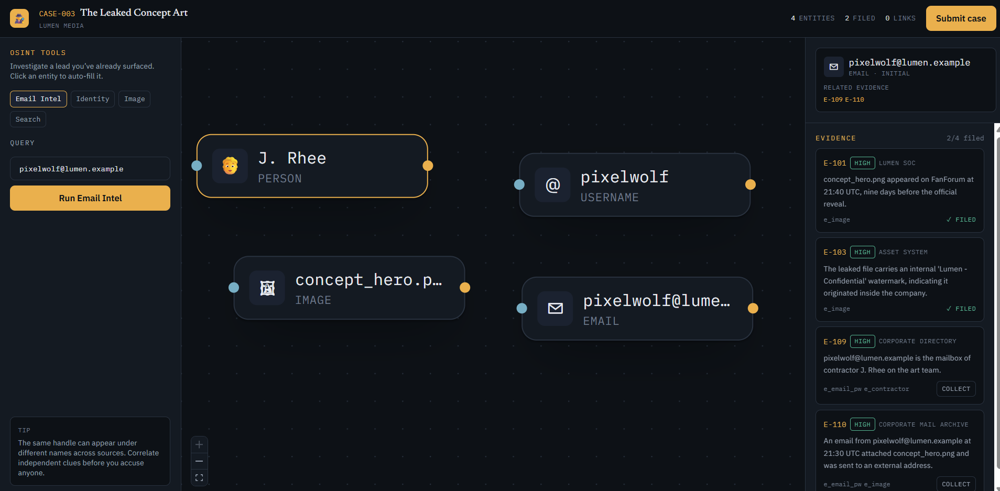 CASE-003 The Leaked Concept Art
LUMEN MEDIA
4 ENTITIES 2 FILED 0 LINKS
Submit case
OSINT TOOLS
Investigate a lead you've already surfaced.
Click an entity to auto-fill it.
Email Intel Identity Image
Search
QUERY
pixelwolf@lumen.example
Run Email Intel
TIP
The same handle can appear under
different names across sources. Correlate
independent clues before you accuse
anyone.
J. Rhee
PERSON
@ pixelwolf
USERNAME
concept_hero.p…
IMAGE
pixelwolf@lume…
EMAIL
pixelwolf@lumen.example
EMAIL · INITIAL
RELATED EVIDENCE
E-109 E-110
EVIDENCE 2/4 filed
E-101 HIGH LUMEN SOC
concept_hero.png appeared on FanForum at
21:40 UTC, nine days before the official
reveal.
e_image ✓ FILED
E-103 HIGH ASSET SYSTEM
The leaked file carries an internal 'Lumen -
Confidential' watermark, indicating it
originated inside the company.
e_image ✓ FILED
E-109 HIGH CORPORATE DIRECTORY
pixelwolf@lumen.example is the mailbox of
contractor J. Rhee on the art team.
e_email_pw e_contractor COLLECT
E-110 HIGH CORPORATE MAIL ARCHIVE
An email from pixelwolf@lumen.example at
21:30 UTC attached concept_hero.png and
was sent to an external address.
e_email_pw e_image COLLECT